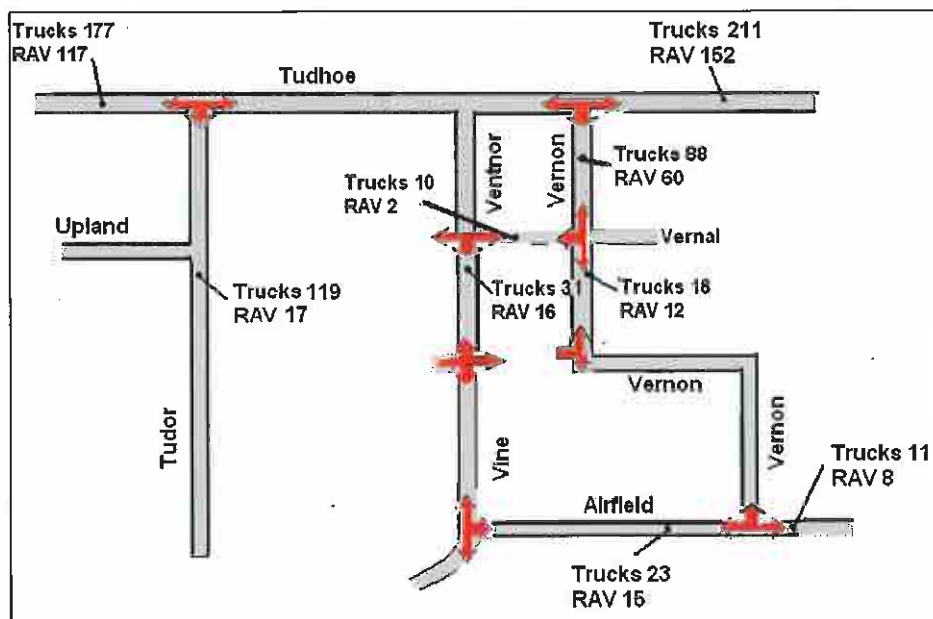 Trucks 177
RAV 117
Trucks 211
RAV 152
Tudhoe
Ventnor
Vernon
Trucks 88
RAV 60
Trucks 10
RAV 2
Upland
Vernal
Trucks 119
RAV 17
Trucks 31
RAV 16
Trucks 18
RAV 12
Vernon
Tudor
Vine
Vernon
Trucks 11
RAV 8
Airfield
Trucks 23
RAV 15